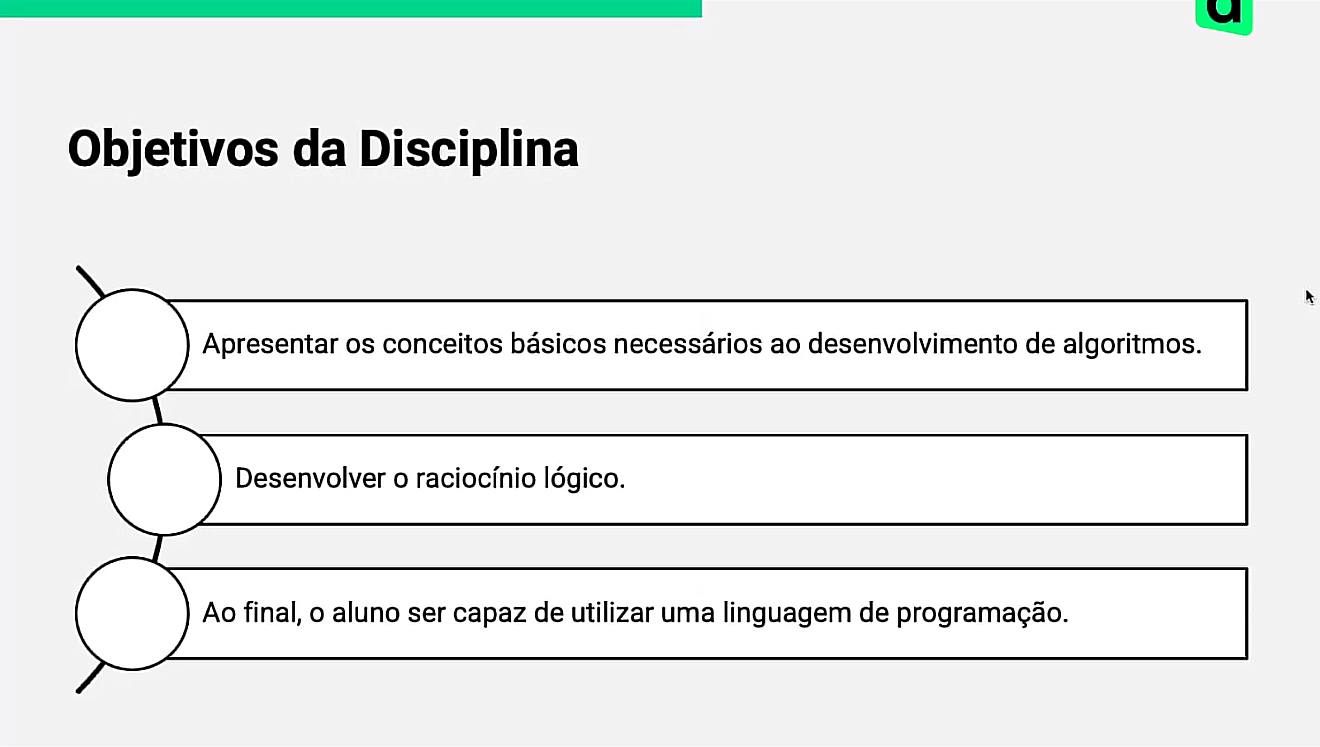 d
Objetivos da Disciplina
Apresentar os conceitos básicos necessários ao desenvolvimento de algoritmos.
Desenvolver o raciocínio lógico.
Ao final, o aluno ser capaz de utilizar uma linguagem de programação.